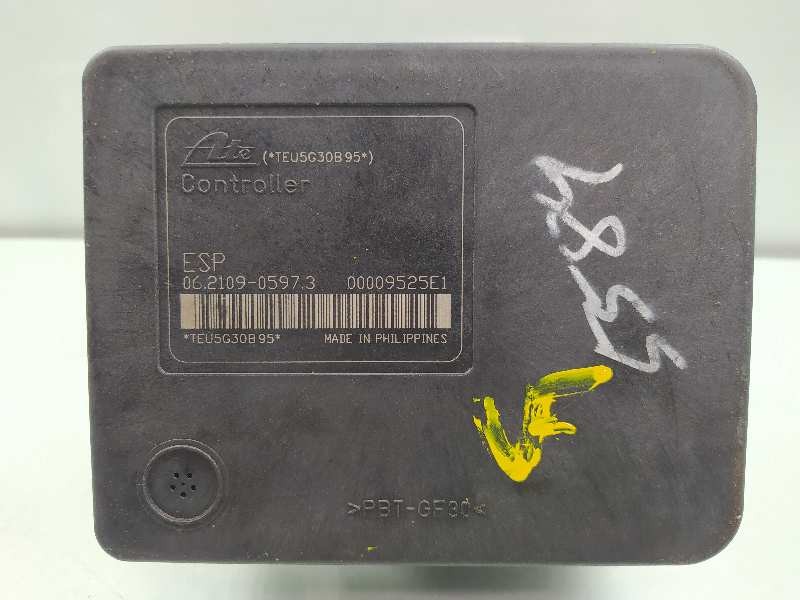 Ate (*TEU5G30B95*)
Controller
ESP
06.2109-0597.3 00009525E1
*TEU5G30B95* MADE IN PHILIPPINES
>PBT-GF30<